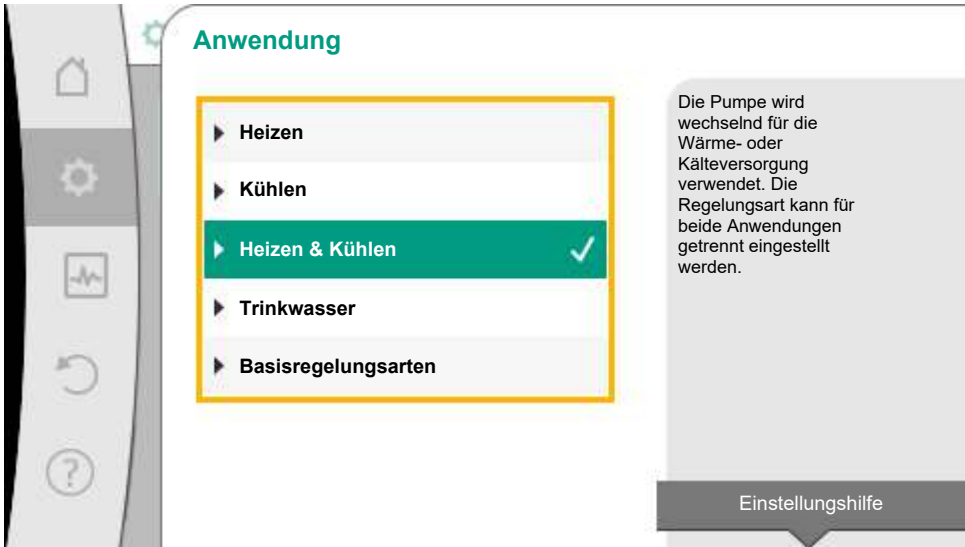 Anwendung
Heizen
Kühlen
Heizen & Kühlen
Trinkwasser
Basisregelungsarten
Die Pumpe wird
wechselnd für die
Wärme- oder
Kälteversorgung
verwendet. Die
Regelungsart kann für
beide Anwendungen
getrennt eingestellt
werden.
Einstellungshilfe
?